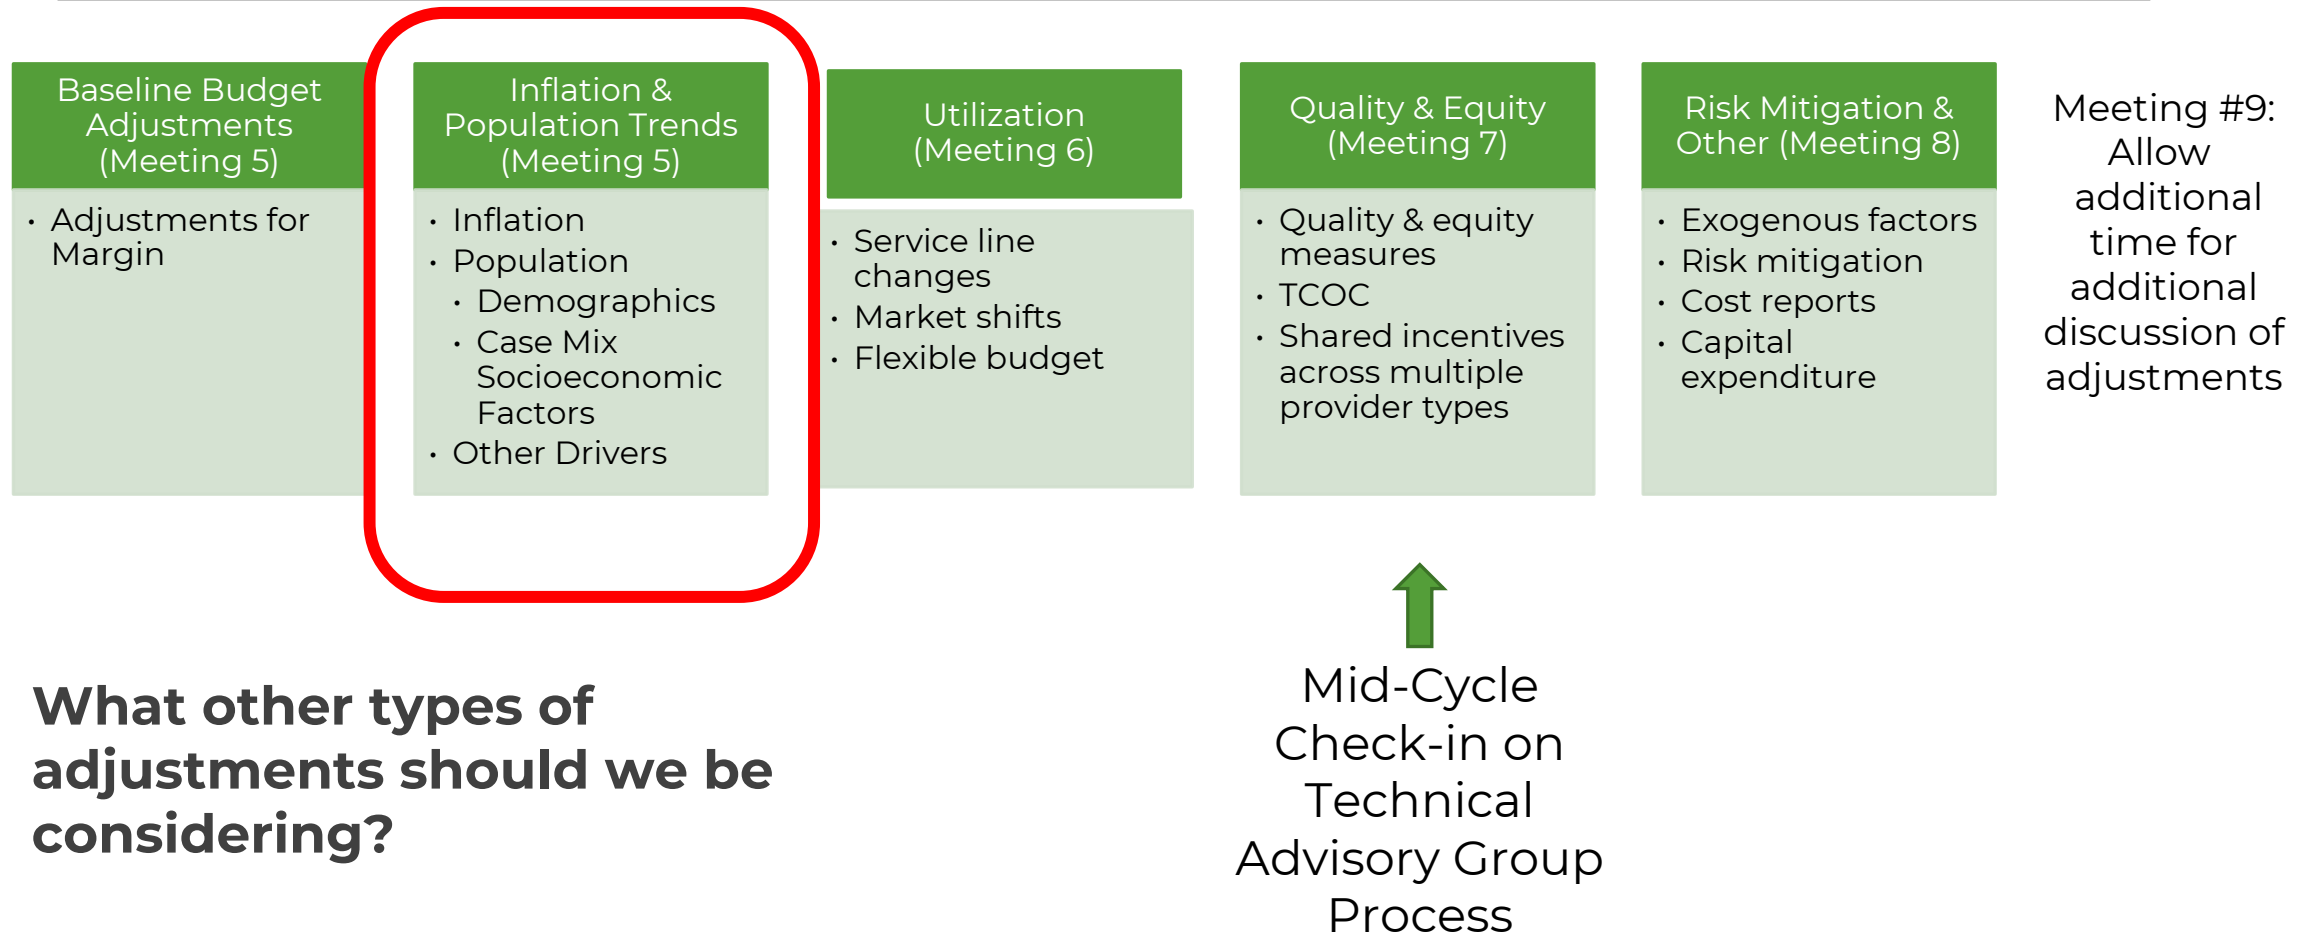 Baseline Budget
Adjustments
(Meeting 5)
• Adjustments for
Margin
Inflation &
Population Trends
(Meeting 5)
• Inflation
• Population
• Demographics
• Case Mix
Socioeconomic
Factors
• Other Drivers
Utilization
(Meeting 6)
• Service line
changes
• Market shifts
• Flexible budget
Quality & Equity
(Meeting 7)
• Quality & equity
measures
• TCOC
• Shared incentives
across multiple
provider types
Risk Mitigation &
Other (Meeting 8)
• Exogenous factors
• Risk mitigation
• Cost reports
• Capital
expenditure
Meeting #9:
Allow
additional
time for
additional
discussion of
adjustments
What other types of
adjustments should we be
considering?
Mid-Cycle
Check-in on
Technical
Advisory Group
Process